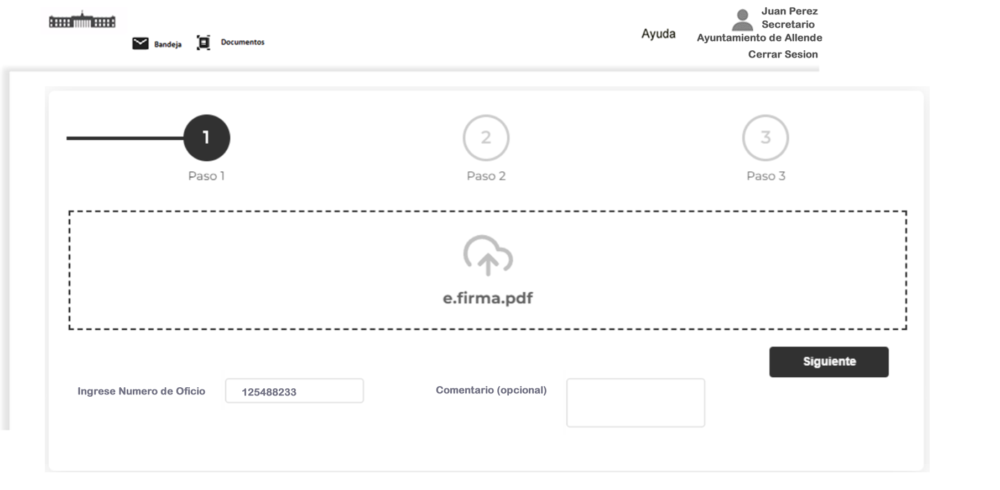 Juan Perez
Secretario
Ayuntamiento de Allende
Cerrar Sesion
Ayuda
Bandeja
Documentos
1
2
3
Paso 1
Paso 2
Paso 3
e.firma.pdf
Siguiente
Ingrese Numero de Oficio
125488233
Comentario (opcional)